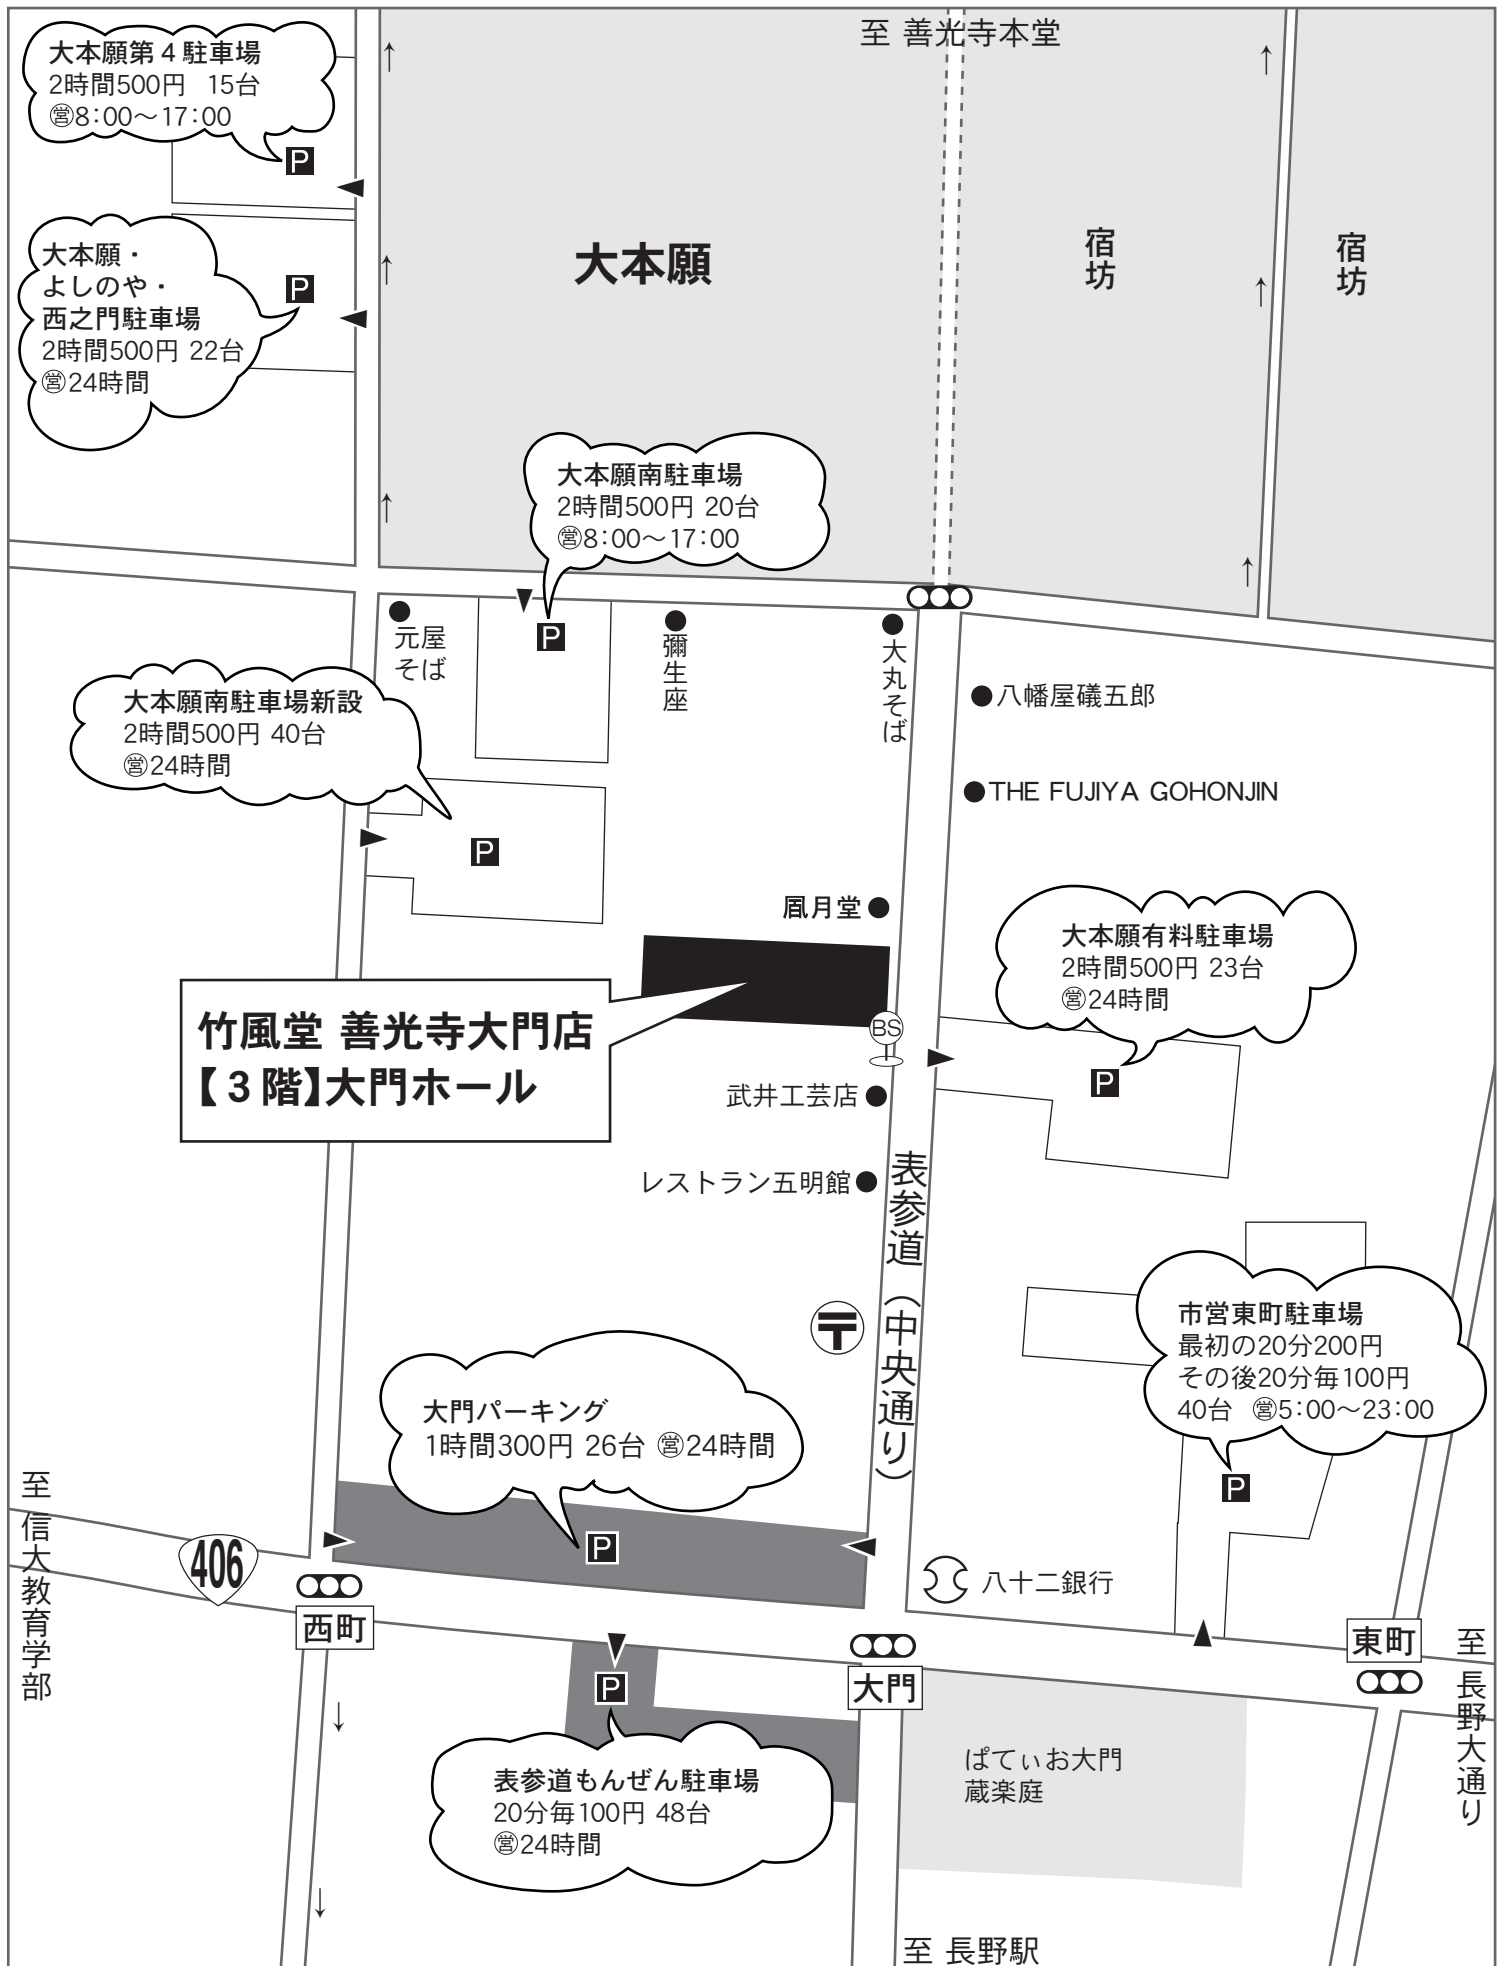 至 善光寺本堂
大本願第４駐車場
2時間500円 15台
㊂8:00～17:00
P
大本願・
よしのや・
西之門駐車場
2時間500円 22台
営24時間
P
大本願
宿坊
宿坊
大本願南駐車場
2時間500円 20台
営8:00～17:00
P
元屋
そば
彌生座
大丸そば
八幡屋礒五郎
大本願南駐車場新設
2時間500円 40台
営24時間
P
THE FUJIYA GOHONJIN
凮月堂
大本願有料駐車場
2時間500円 23台
営24時間
P
竹風堂 善光寺大門店
【３階】大門ホール
BS
武井工芸店
レストラン五明館
表参道（中央通り）
〒
市営東町駐車場
最初の20分200円
その後20分毎100円
40台 営5:00～23:00
P
大門パーキング
1時間300円 26台 営24時間
P
至 信大教育学部
406
西町
八十二銀行
東町
至 長野大通り
大門
P
表参道もんぜん駐車場
20分毎100円 48台
営24時間
ぱてぃお大門
蔵楽庭
至 長野駅